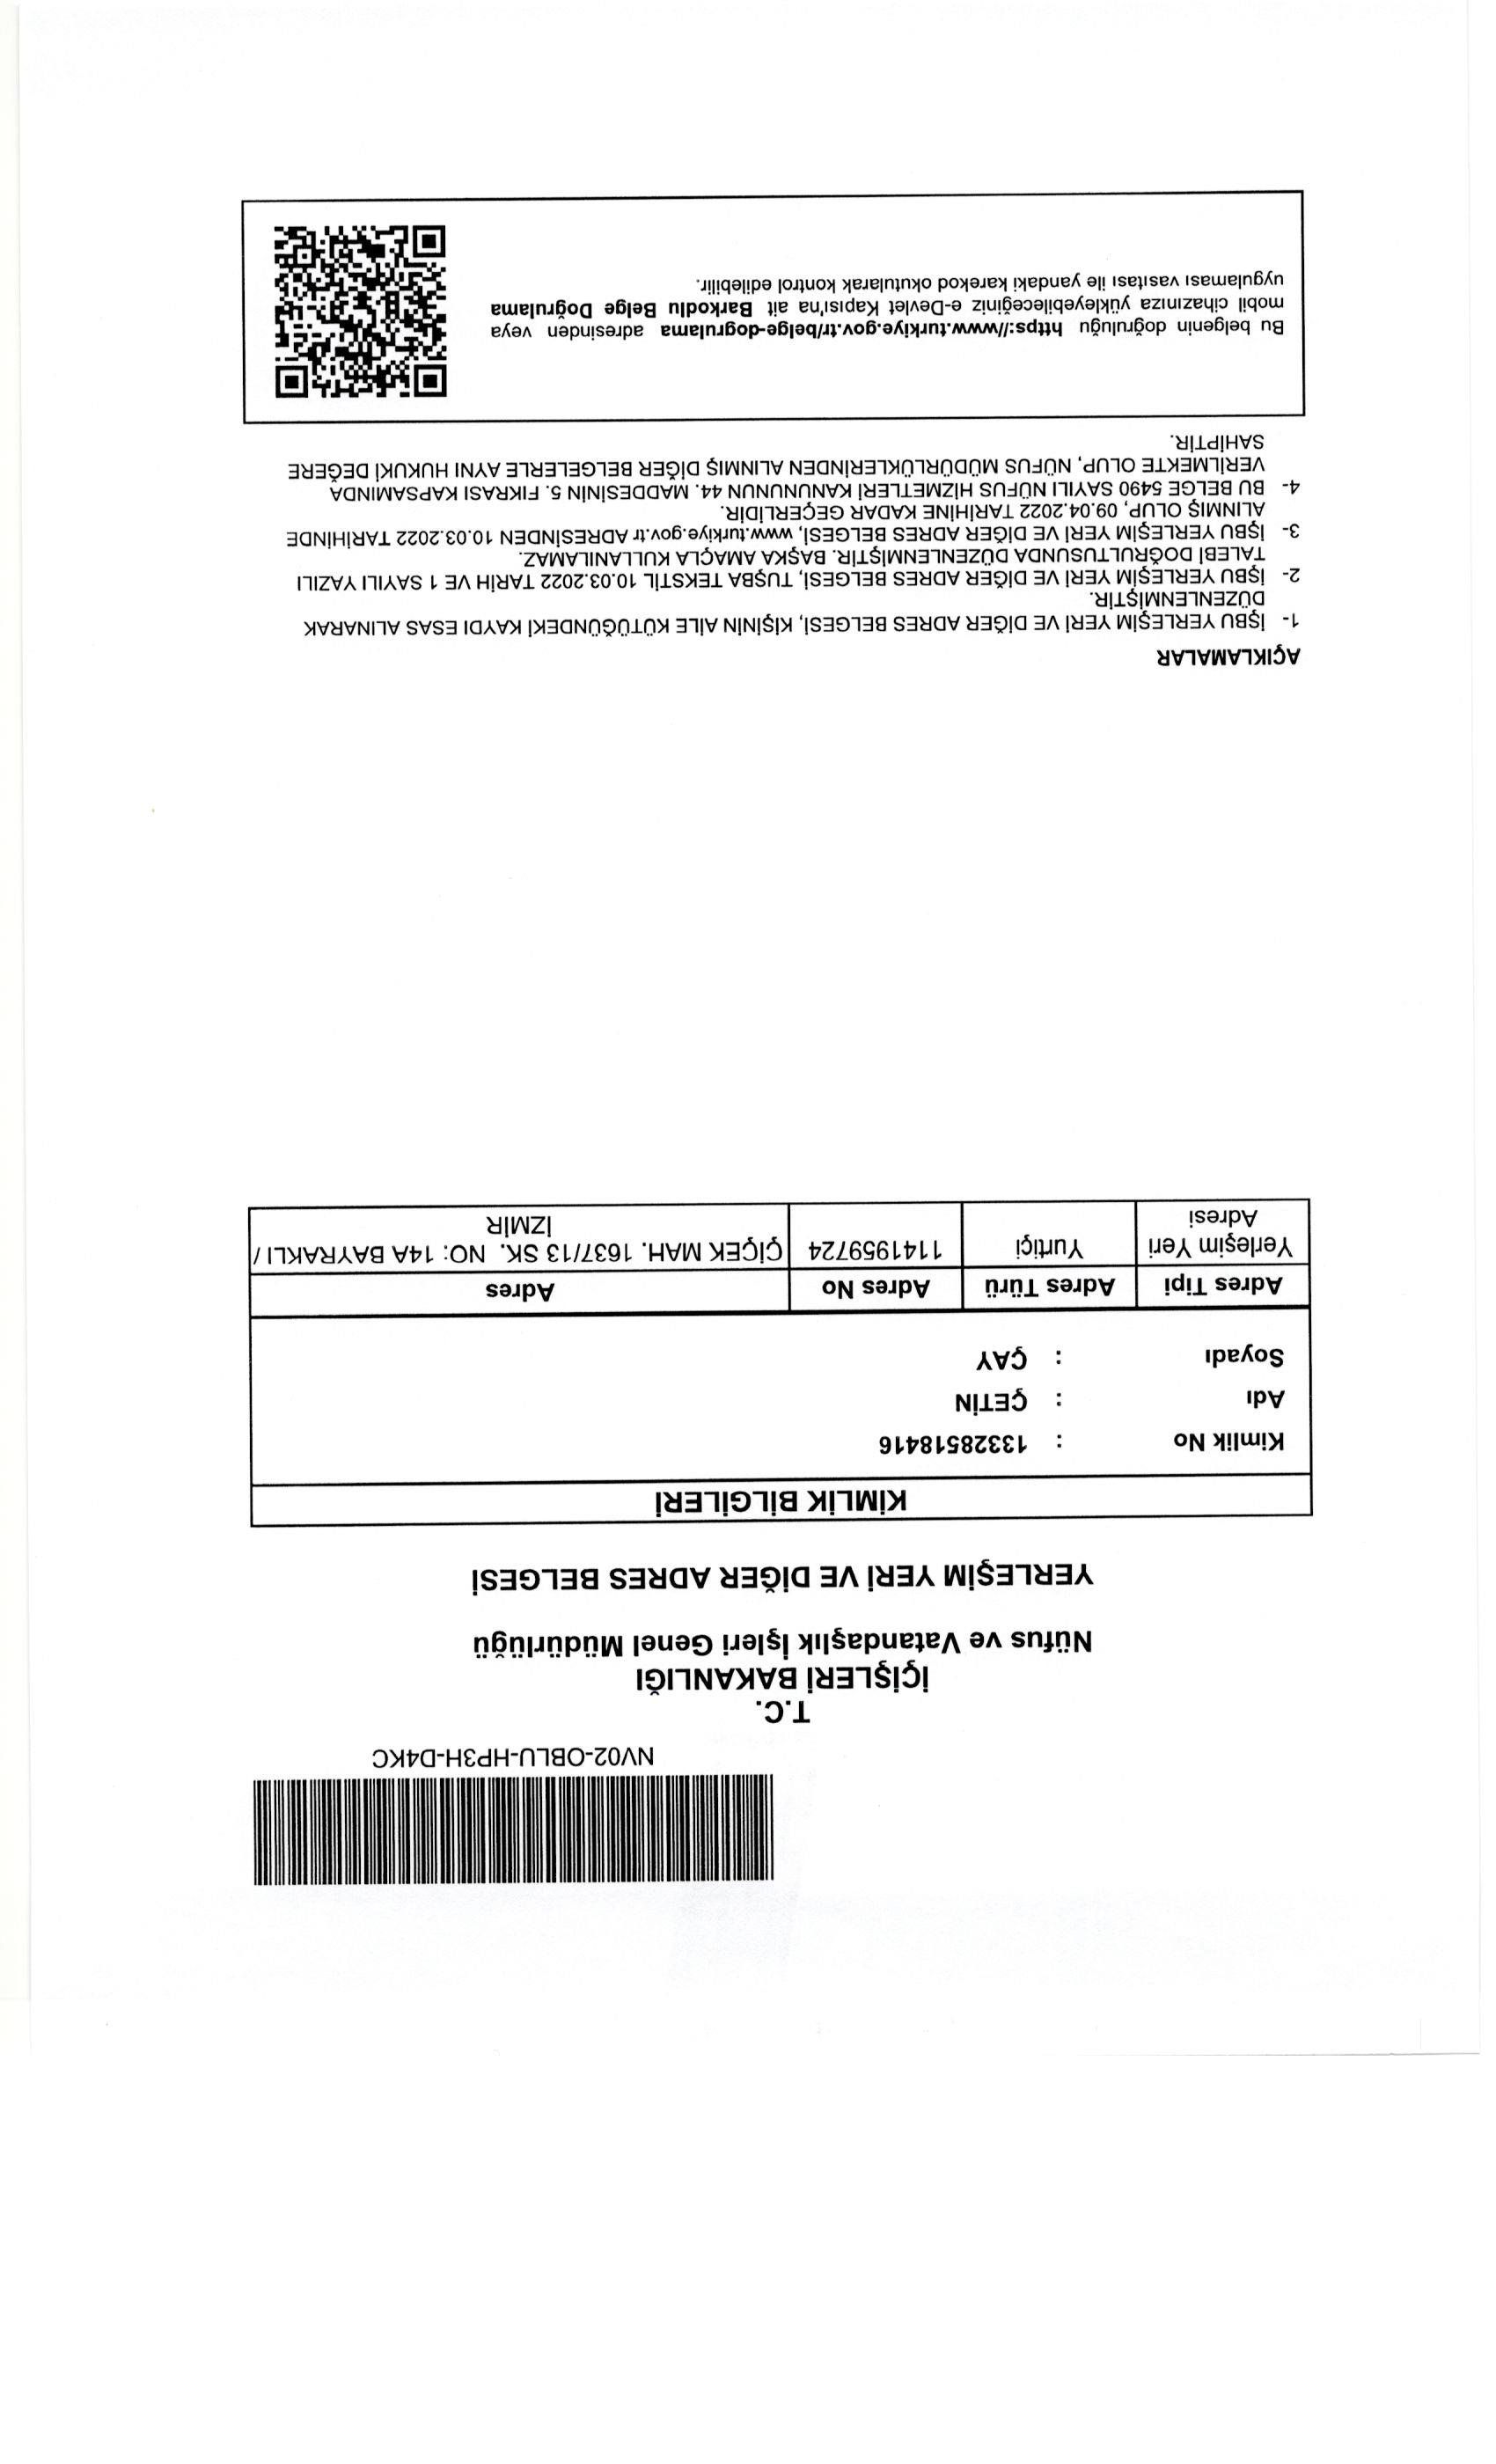 NV02-OBLU-HP3H-D4KC
T.C.
İÇİŞLERİ BAKANLIĞI
Nüfus ve Vatandaşlık İşleri Genel Müdürlüğü
YERLEŞİM YERİ VE DİĞER ADRES BELGESİ
KİMLİK BİLGİLERİ
Kimlik No : 13328518416
Adı : ÇETİN
Soyadı : ÇAY
Adres Tipi Adres Türü Adres No Adres
Yerleşim Yeri Yurtiçi 1141959724 ÇİÇEK MAH. 1637/13 SK. NO: 14A BAYRAKLI /
Adresi İZMİR
AÇIKLAMALAR
1- İŞBU YERLEŞİM YERİ VE DİĞER ADRES BELGESİ, KİŞİNİN AİLE KÜTÜĞÜNDEKİ KAYDI ESAS ALINARAK
DÜZENLENMİŞTİR.
2- İŞBU YERLEŞİM YERİ VE DİĞER ADRES BELGESİ, TUŞBA TEKSTİL 10.03.2022 TARİH VE 1 SAYILI YAZILI
TALEBİ DOĞRULTUSUNDA DÜZENLENMİŞTİR. BAŞKA AMAÇLA KULLANILAMAZ.
3- İŞBU YERLEŞİM YERİ VE DİĞER ADRES BELGESİ, www.turkiye.gov.tr ADRESİNDEN 10.03.2022 TARİHİNDE
ALINMIŞ OLUP, 09.04.2022 TARİHİNE KADAR GEÇERLİDİR.
4- BU BELGE 5490 SAYILI NÜFUS HİZMETLERİ KANUNUNUN 44. MADDESİNİN 5. FIKRASI KAPSAMINDA
VERİLMEKTE OLUP, NÜFUS MÜDÜRLÜKLERİNDEN ALINMIŞ DİĞER BELGELERLE AYNI HUKUKİ DEĞERE
SAHİPTİR.
Bu belgenin doğruluğu https://www.turkiye.gov.tr/belge-dogrulama adresinden veya
mobil cihazınıza yükleyebileceğiniz e-Devlet Kapısı'na ait Barkodlu Belge Doğrulama
uygulaması vasıtası ile yandaki karekod okutularak kontrol edilebilir.